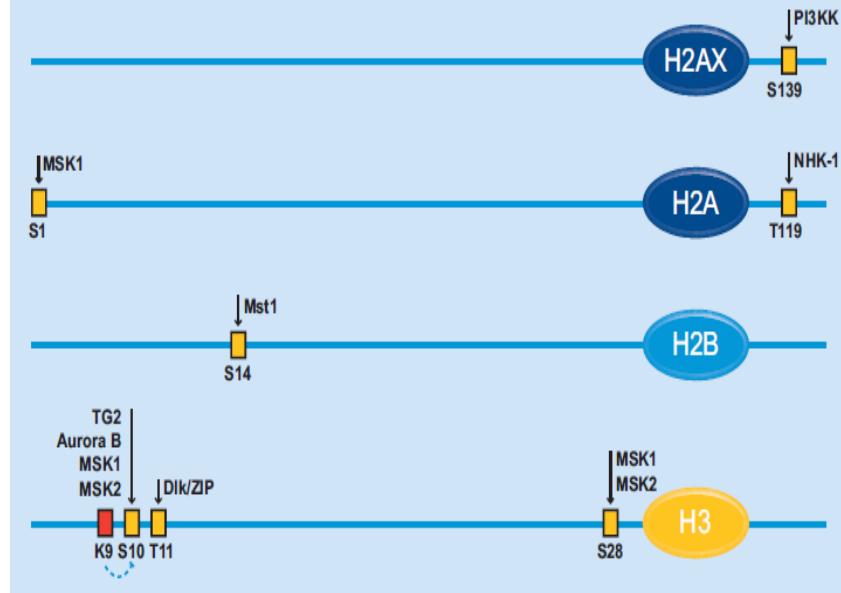 PI3KK
H2AX
S139
MSK1
NHK-1
H2A
S1
T119
Mst1
H2B
S14
TG2
Aurora B
MSK1
MSK2
Dlk/ZIP
MSK1
MSK2
H3
K9 S10 T11
S28